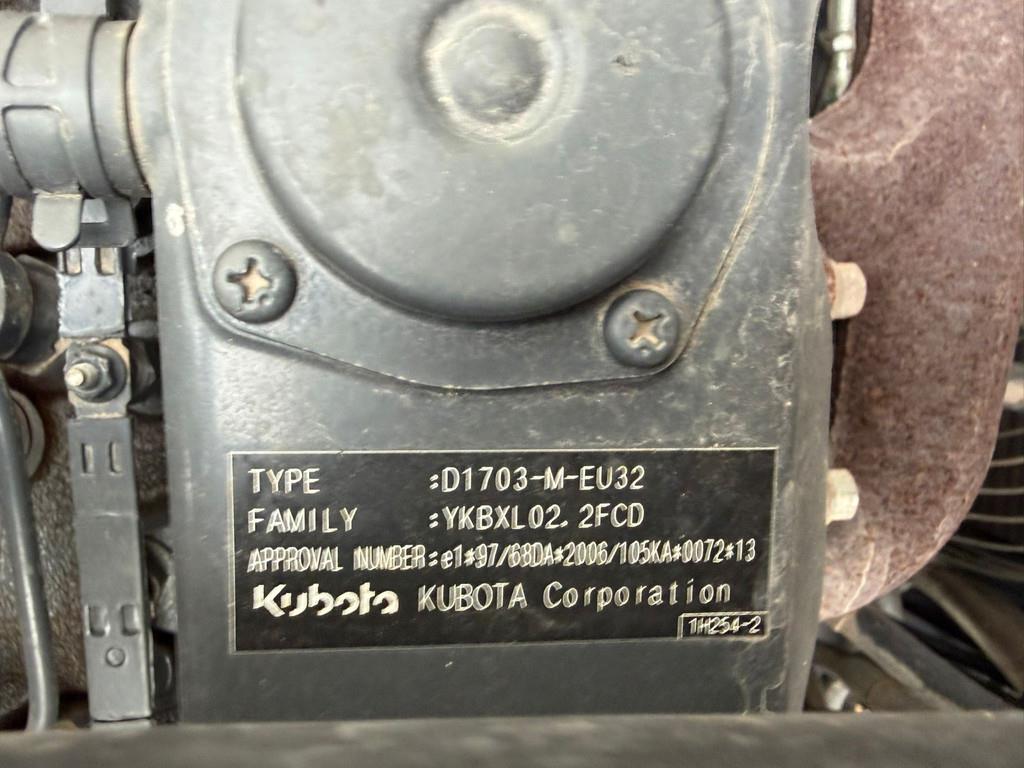 TYPE :D1703-M-EU32
FAMILY :YKBXL02.2FCD
APPROVAL NUMBER:e1*97/68DA*2006/105KA*0072*13
Kubota KUBOTA Corporation
1H254-2